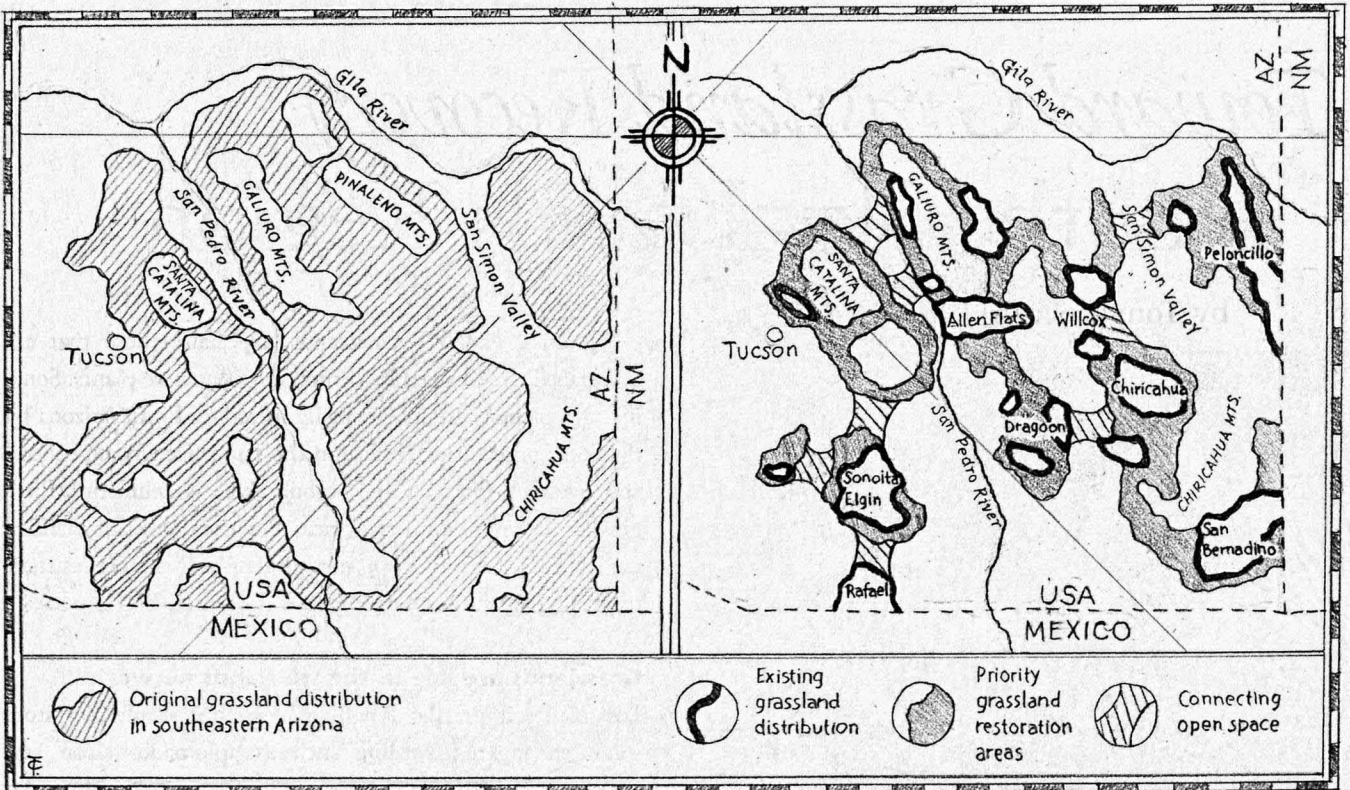 Gila River
PINALENO MTS.
GALIURO MTS.
San Pedro
River
San Simon Valley
SANTA
CATALINA
MTS.
Tucson
AZ
NM
CHIRICAHUA MTS.
USA
MEXICO
Original grassland distribution
in southeastern Arizona
N
Gila River
AZ
NM
GALIURO MTS.
San Simon Valley
Peloncillo
SANTA
CATALINA
MTS.
Allen Flats
Willcox
Tucson
Chiricahua
Dragoon
San Pedro River
CHIRICAHUA MTS.
Sonoita
Elgin
San
Bernadino
Rafael
USA
MEXICO
Existing
grassland
distribution
Priority
grassland
restoration
areas
Connecting
open space